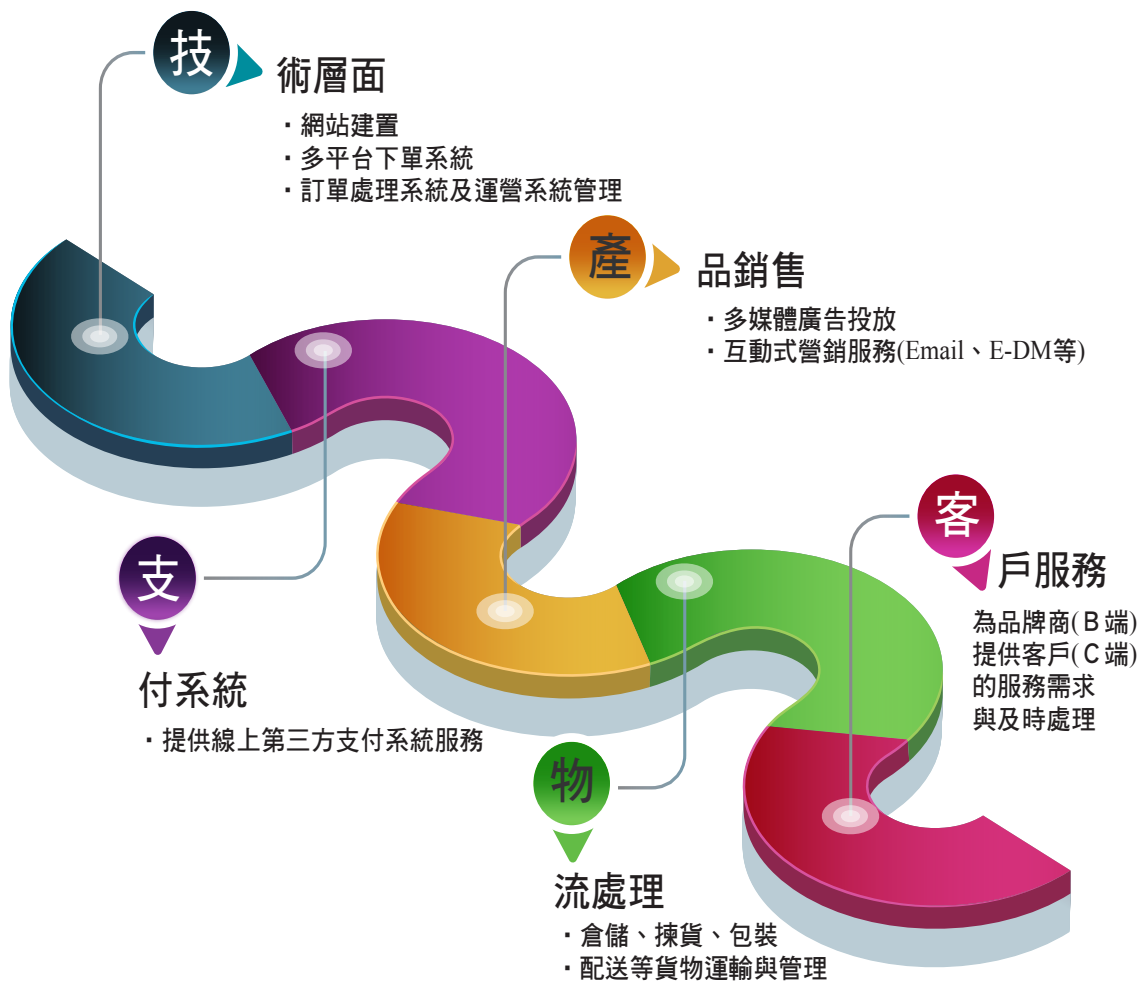 技術層面
・網站建置
・多平台下單系統
・訂單處理系統及運營系統管理
支付系統
・提供線上第三方支付系統服務
產品銷售
・多媒體廣告投放
・互動式營銷服務(Email、E-DM等)
物流處理
・倉儲、揀貨、包裝
・配送等貨物運輸與管理
客戶服務
為品牌商(B端)
提供客戶(C端)
的服務需求
與及時處理